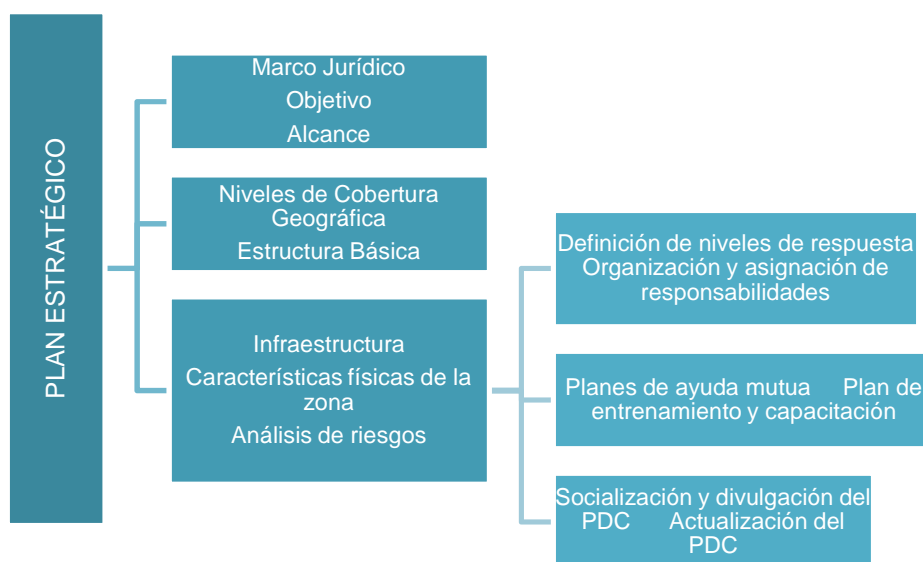 PLAN ESTRATÉGICO
Marco Jurídico
Objetivo
Alcance
Niveles de Cobertura
Geográfica
Estructura Básica
Infraestructura
Características físicas de la
zona
Análisis de riesgos
Definición de niveles de respuesta
Organización y asignación de
responsabilidades
Planes de ayuda mutua Plan de
entrenamiento y capacitación
Socialización y divulgación del
PDC Actualización del
PDC